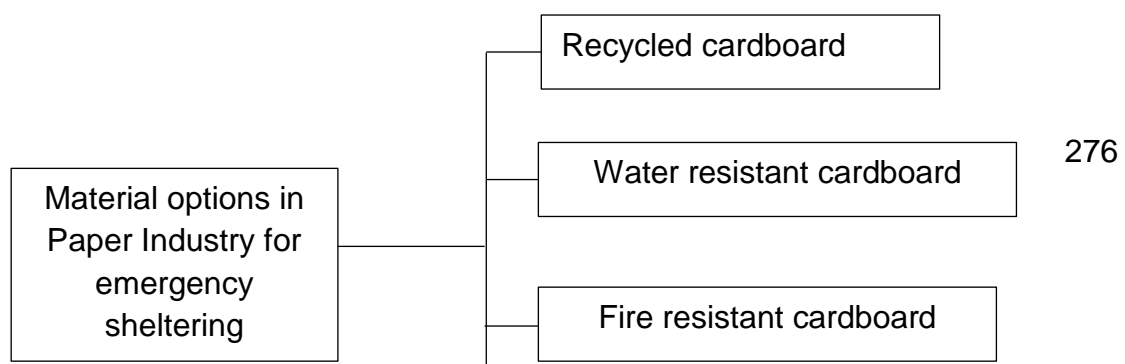 Recycled cardboard
Water resistant cardboard
276
Material options in
Paper Industry for
emergency
sheltering
Fire resistant cardboard